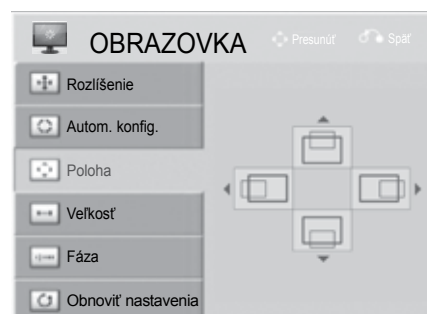 OBRAZOVKA Presunúť Späť
Rozlíšenie
Autom. konfig.
Poloha
Veľkosť
Fáza
Obnoviť nastavenia